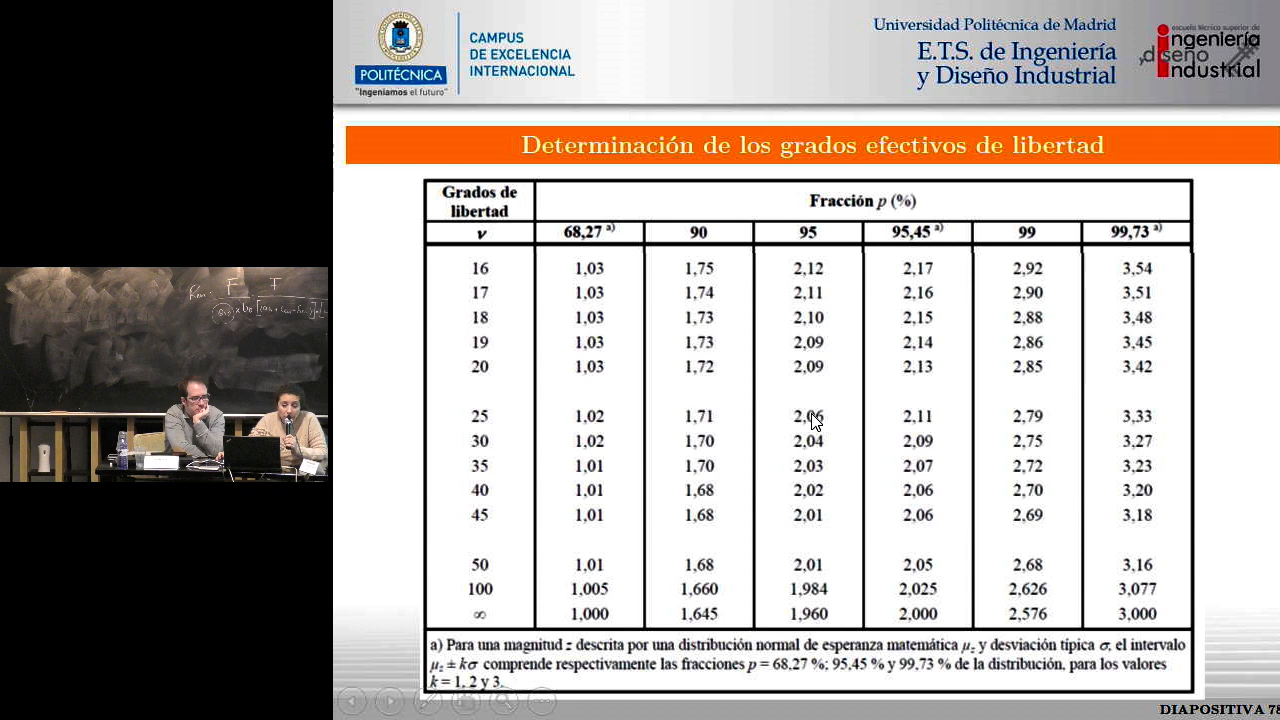 POLITÉCNICA
"Ingeniamos el futuro"
CAMPUS
DE EXCELENCIA
INTERNACIONAL
Universidad Politécnica de Madrid
E.T.S. de Ingeniería
y Diseño Industrial
escuela técnica superior de
ingeniería
y diseño
industrial
Determinación de los grados efectivos de libertad
Grados de libertad Fracción p (%)
ν 68,27 a) 90 95 95,45 a) 99 99,73 a)
16 1,03 1,75 2,12 2,17 2,92 3,54
17 1,03 1,74 2,11 2,16 2,90 3,51
18 1,03 1,73 2,10 2,15 2,88 3,48
19 1,03 1,73 2,09 2,14 2,86 3,45
20 1,03 1,72 2,09 2,13 2,85 3,42
25 1,02 1,71 2,06 2,11 2,79 3,33
30 1,02 1,70 2,04 2,09 2,75 3,27
35 1,01 1,70 2,03 2,07 2,72 3,23
40 1,01 1,68 2,02 2,06 2,70 3,20
45 1,01 1,68 2,01 2,06 2,69 3,18
50 1,01 1,68 2,01 2,05 2,68 3,16
100 1,005 1,660 1,984 2,025 2,626 3,077
∞ 1,000 1,645 1,960 2,000 2,576 3,000
a) Para una magnitud z descrita por una distribución normal de esperanza matemática μz y desviación típica σ, el intervalo
μz ± kσ comprende respectivamente las fracciones p = 68,27 %; 95,45 % y 99,73 % de la distribución, para los valores
k = 1, 2 y 3.
DIAPOSITIVA 78